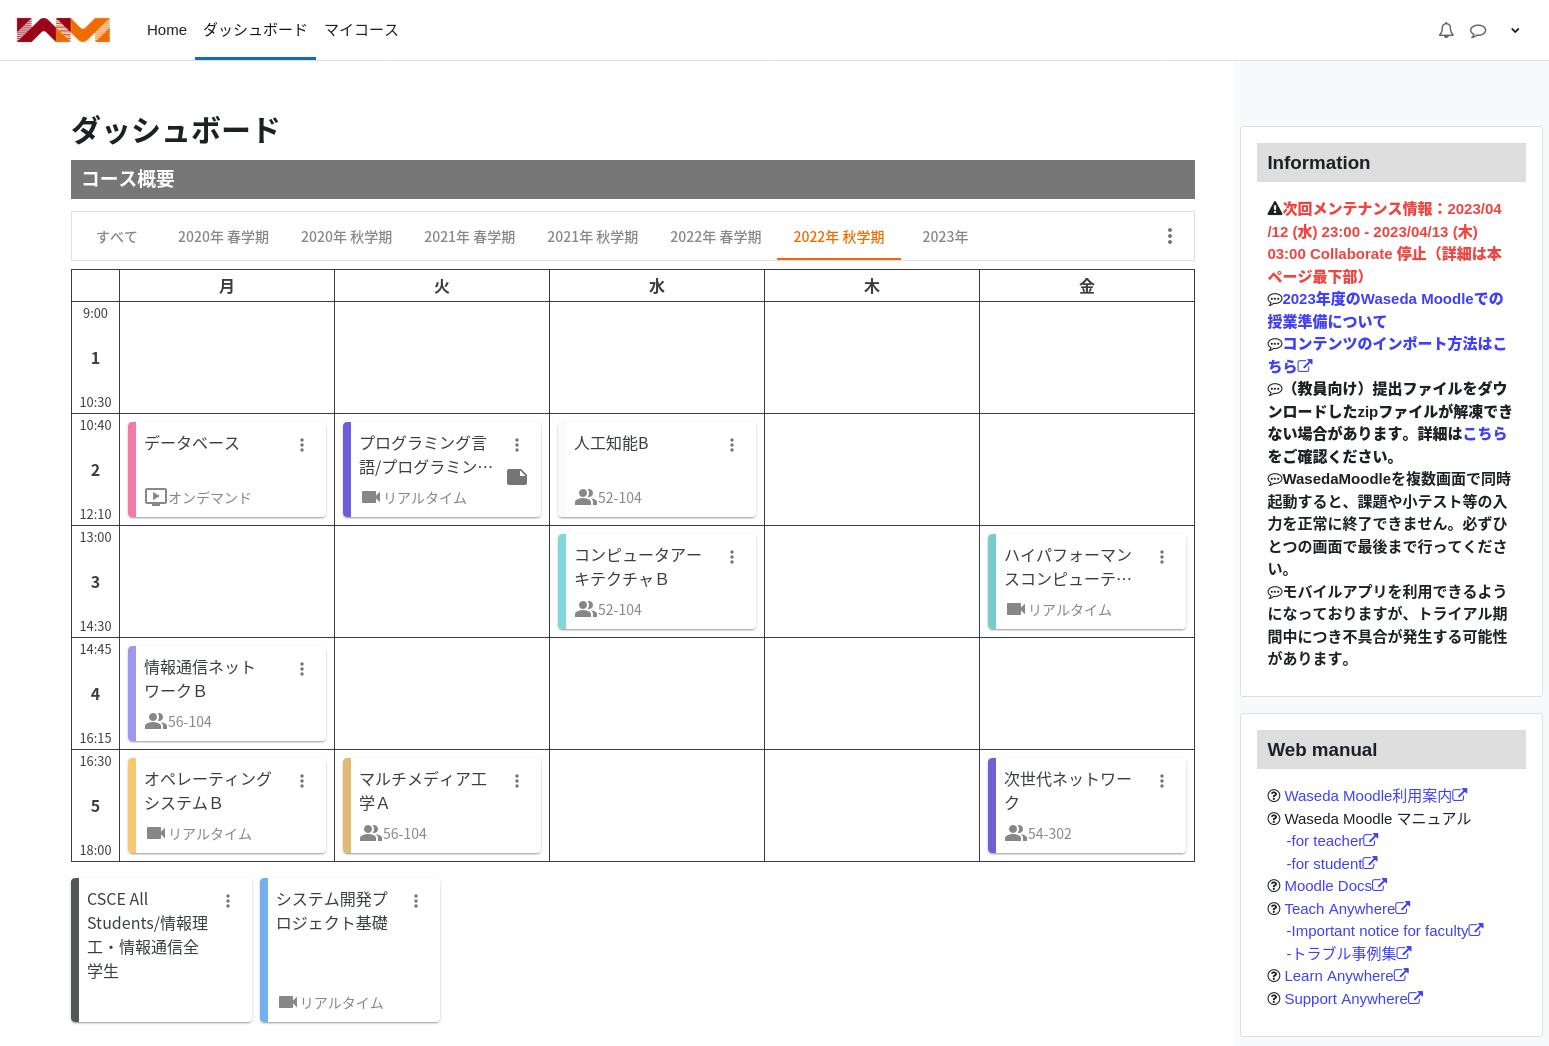 Home ダッシュボード マイコース
ダッシュボード
コース概要
すべて 2020年 春学期 2020年 秋学期 2021年 春学期 2021年 秋学期 2022年 春学期 2022年 秋学期 2023年
月 火 水 木 金
9:00
1
10:30
10:40
2
12:10
データベース
オンデマンド
プログラミング言
語/プログラミン…
リアルタイム
人工知能B
52-104
13:00
3
14:30
コンピュータアー
キテクチャＢ
52-104
ハイパフォーマン
スコンピューテ…
リアルタイム
14:45
4
16:15
情報通信ネット
ワークＢ
56-104
16:30
5
18:00
オペレーティング
システムＢ
リアルタイム
マルチメディア工
学Ａ
56-104
次世代ネットワー
ク
54-302
CSCE All
Students/情報理
工・情報通信全
学生
システム開発プ
ロジェクト基礎
リアルタイム
Information
次回メンテナンス情報：2023/04
/12 (水) 23:00 - 2023/04/13 (木)
03:00 Collaborate 停止（詳細は本
ページ最下部）
2023年度のWaseda Moodleでの
授業準備について
コンテンツのインポート方法はこ
ちら
（教員向け）提出ファイルをダウ
ンロードしたzipファイルが解凍でき
ない場合があります。詳細はこちら
をご確認ください。
WasedaMoodleを複数画面で同時
起動すると、課題や小テスト等の入
力を正常に終了できません。必ずひ
とつの画面で最後まで行ってくださ
い。
モバイルアプリを利用できるよう
になっておりますが、トライアル期
間中につき不具合が発生する可能性
があります。
Web manual
Waseda Moodle利用案内
Waseda Moodle マニュアル
-for teacher
-for student
Moodle Docs
Teach Anywhere
-Important notice for faculty
-トラブル事例集
Learn Anywhere
Support Anywhere